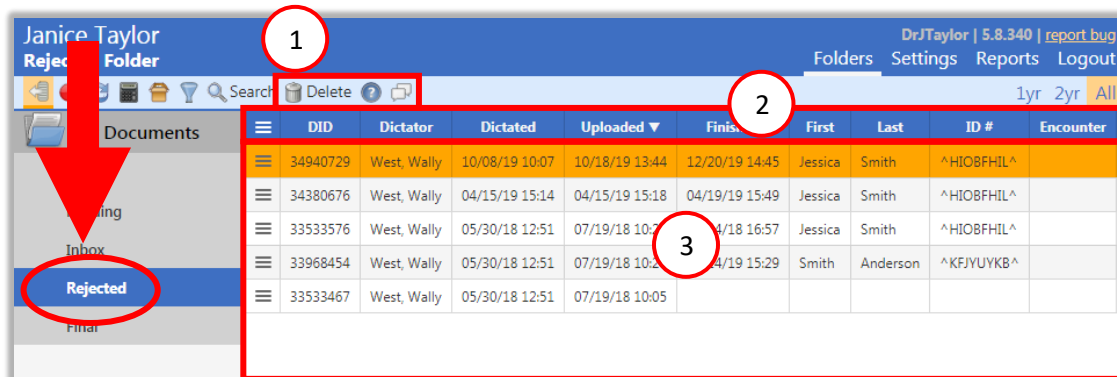 Janice Taylor
DrJTaylor | 5.8.340 | report bug
Folder
Folders Settings Reports Logout
1
Search Delete ?
1yr 2yr All
2
Documents
DID Dictator Dictated Uploaded ▼ First Last ID # Encounter
34940729 West, Wally 10/08/19 10:07 10/18/19 13:44 12/20/19 14:45 Jessica Smith ^HIOBFHIL^
34380676 West, Wally 04/15/19 15:14 04/15/19 15:18 04/19/19 15:49 Jessica Smith ^HIOBFHIL^
33533576 West, Wally 05/30/18 12:51 07/19/18 16:57 Jessica Smith ^HIOBFHIL^
Inbox
3
33968454 West, Wally 05/30/18 12:51 07/19/18 15:29 Smith Anderson ^KFJYUYKB^
Rejected
33533467 West, Wally 05/30/18 12:51 07/19/18 10:05
Final